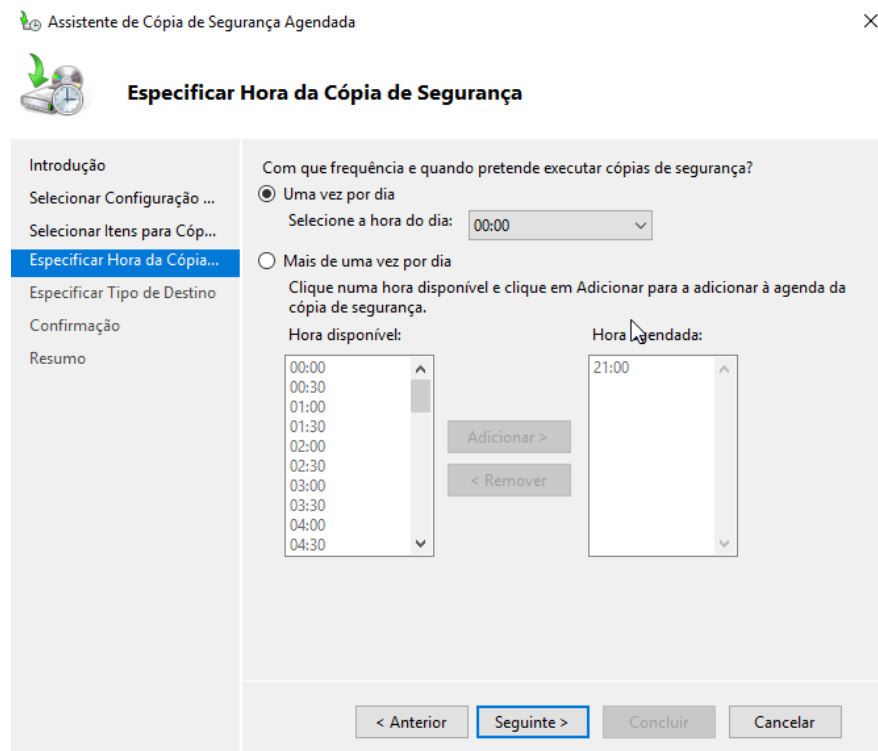 Assistente de Cópia de Segurança Agendada
Especificar Hora da Cópia de Segurança
Introdução
Selecionar Configuração ...
Selecionar Itens para Cóp...
Especificar Hora da Cópia...
Especificar Tipo de Destino
Confirmação
Resumo
Com que frequência e quando pretende executar cópias de segurança?
Uma vez por dia
Selecione a hora do dia: 00:00
Mais de uma vez por dia
Clique numa hora disponível e clique em Adicionar para a adicionar à agenda da
cópia de segurança.
Hora disponível:
00:00
00:30
01:00
01:30
02:00
02:30
03:00
03:30
04:00
04:30
Adicionar >
< Remover
Hora Agendada:
21:00
< Anterior
Seguinte >
Concluir
Cancelar